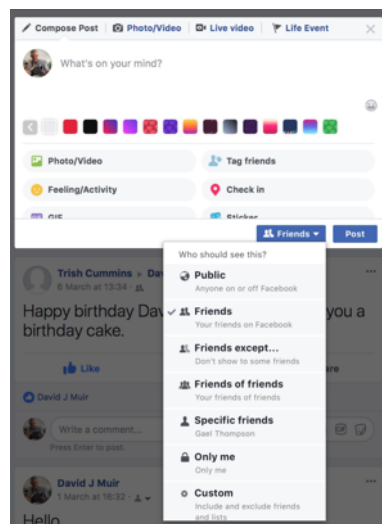 Compose Post Photo/Video Live video Life Event
What's on your mind?
Photo/Video Tag friends
Feeling/Activity Check in
GIF Sticker
Friends Post
Who should see this?
Public
Anyone on or off Facebook
Friends
Your friends on Facebook
Friends except...
Don't show to some friends
Friends of friends
Your friends of friends
Specific friends
Gael Thompson
Only me
Only me
Custom
Include and exclude friends
and lists
Trish Cummins Dav
6 March at 13:34
Happy birthday Dav you a
birthday cake.
Like are
David J Muir
Write a comment...
Press Enter to post.
David J Muir
1 March at 16:32
Hello